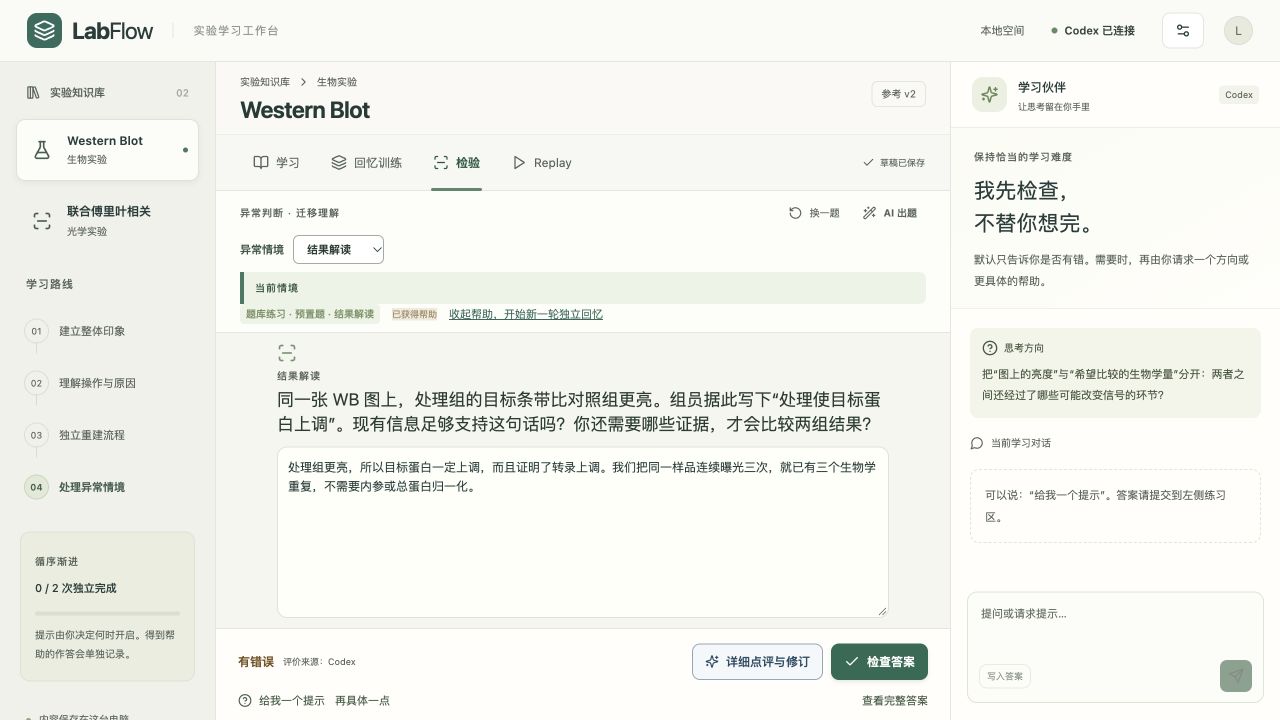 LabFlow
实验学习工作台
本地空间
Codex 已连接
L
实验知识库
02
Western Blot
生物实验
联合傅里叶相关
光学实验
学习路线
01
建立整体印象
02
理解操作与原因
03
独立重建流程
04
处理异常情境
循序渐进
0 / 2 次独立完成
提示由你决定何时开启。得到帮
助的作答会单独记录。
内容保存在这台电脑
实验知识库
生物实验
Western Blot
参考 v2
学习
回忆训练
检验
Replay
草稿已保存
异常判断 · 迁移理解
换一题
AI 出题
异常情境
结果解读
当前情境
题库练习 · 预置题 · 结果解读
已获得帮助
收起帮助，开始新一轮独立回忆
结果解读
同一张 WB 图上，处理组的目标条带比对照组更亮。组员据此写下“处理使目标蛋
白上调”。现有信息足够支持这句话吗？你还需要哪些证据，才会比较两组结果？
处理组更亮，所以目标蛋白一定上调，而且证明了转录上调。我们把同一样品连续曝光三次，就已有三个生物学
重复，不需要内参或总蛋白归一化。
有错误
评价来源：Codex
详细点评与修订
检查答案
给我一个提示
再具体一点
查看完整答案
学习伙伴
让思考留在你手里
Codex
保持恰当的学习难度
我先检查，
不替你想完。
默认只告诉你是否有错。需要时，再由你请求一个方向或
更具体的帮助。
思考方向
把“图上的亮度”与“希望比较的生物学量”分开：两者之
间还经过了哪些可能改变信号的环节？
当前学习对话
可以说：“给我一个提示”。答案请提交到左侧练习
区。
提问或请求提示…
写入答案